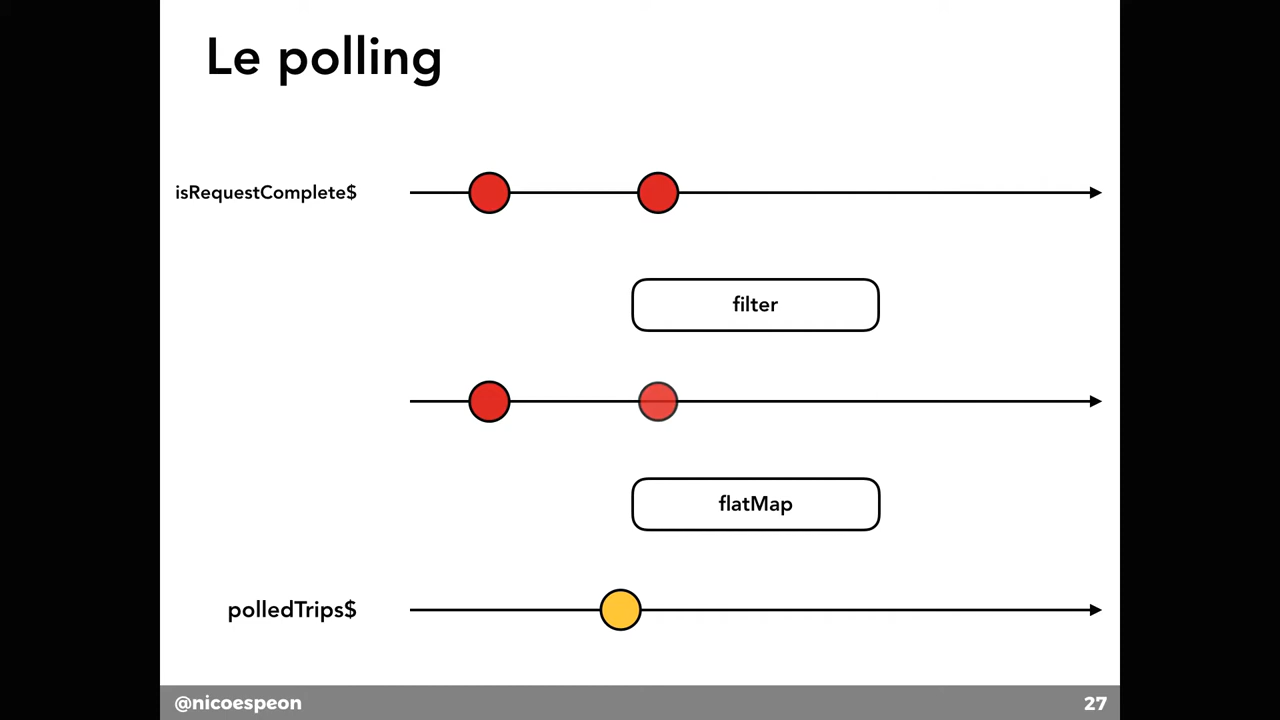 Le polling
isRequestComplete$
filter
flatMap
polledTrips$
@nicoespeon
27